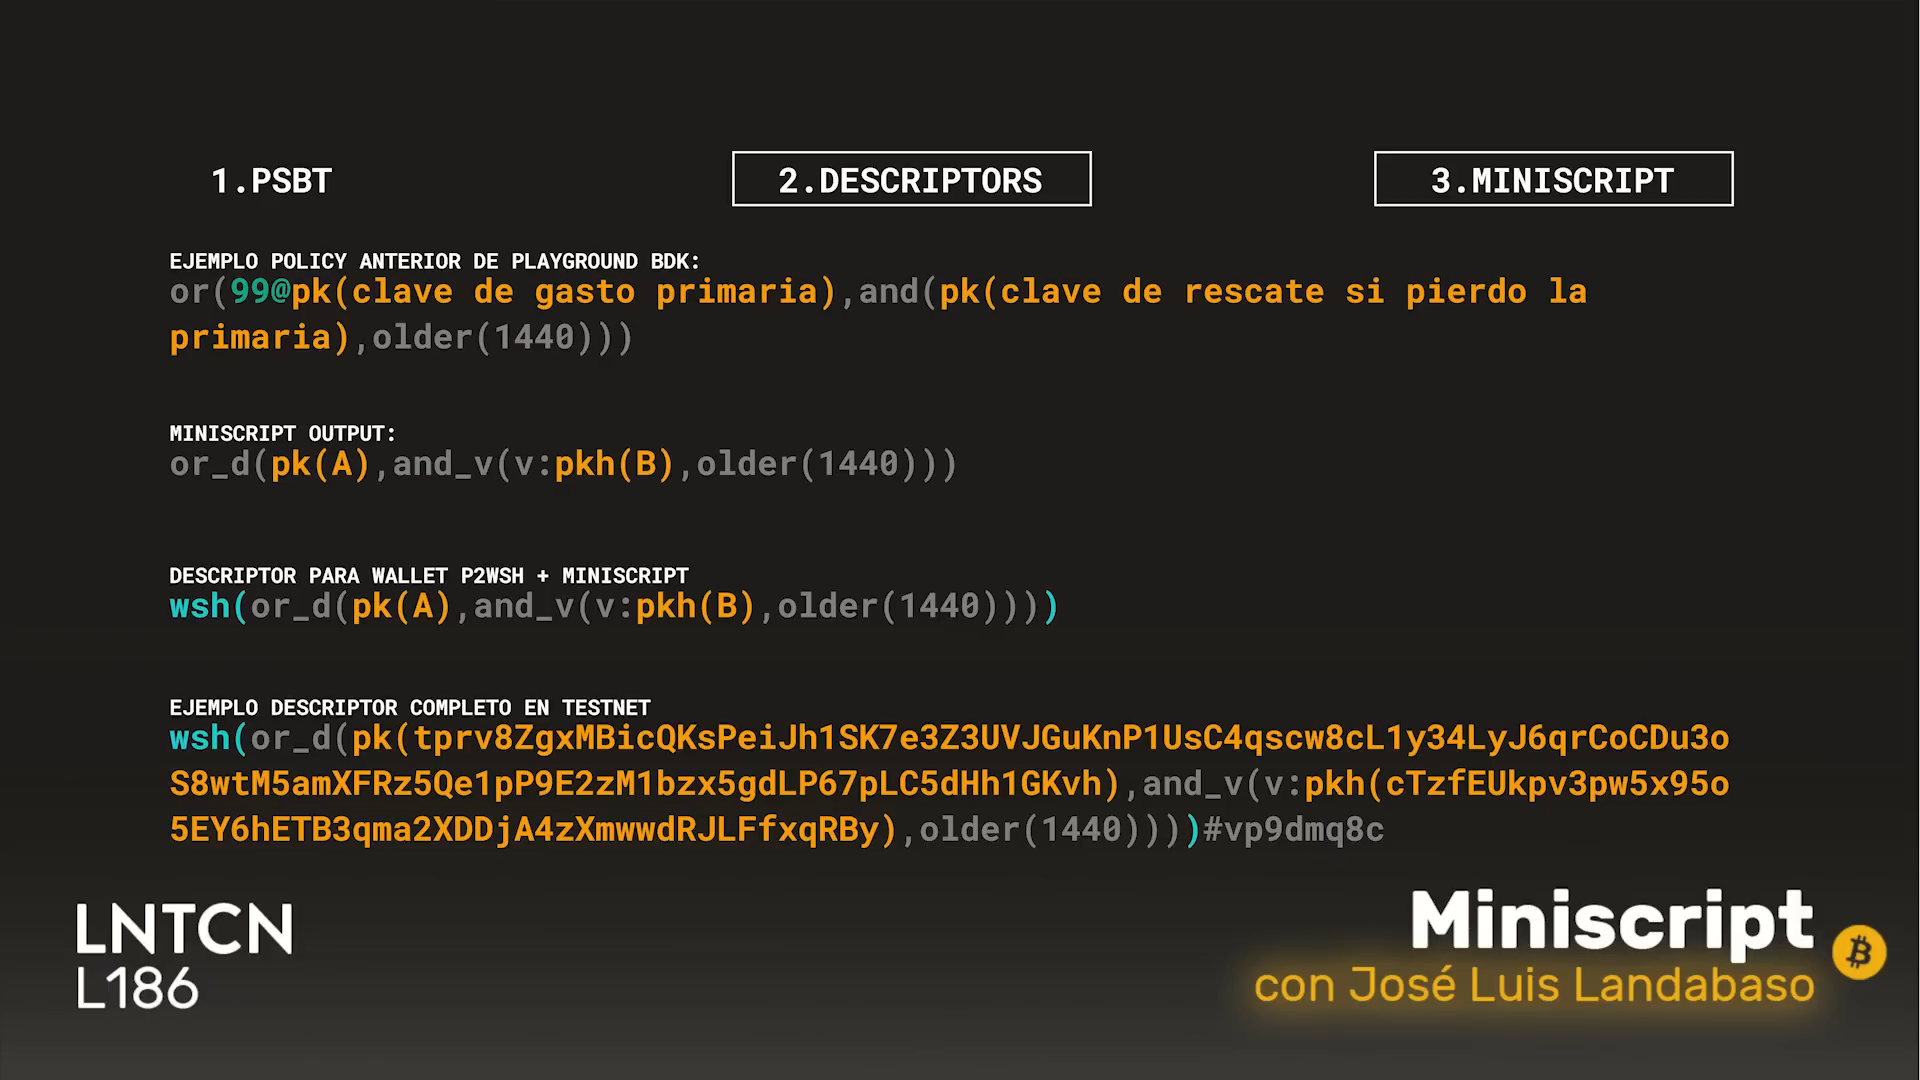 1.PSBT
2.DESCRIPTORS
3.MINISCRIPT
EJEMPLO POLICY ANTERIOR DE PLAYGROUND BDK:
or(99@pk(clave de gasto primaria),and(pk(clave de rescate si pierdo la
primaria),older(1440)))
MINISCRIPT OUTPUT:
or_d(pk(A),and_v(v:pkh(B),older(1440)))
DESCRIPTOR PARA WALLET P2WSH + MINISCRIPT
wsh(or_d(pk(A),and_v(v:pkh(B),older(1440))))
EJEMPLO DESCRIPTOR COMPLETO EN TESTNET
wsh(or_d(pk(tprv8ZgxMBicQKsPeiJh1SK7e3Z3UVJGuKnP1UsC4qscw8cL1y34LyJ6qrCoCDu3o
S8wtM5amXFRz5Qe1pP9E2zM1bzx5gdLP67pLC5dHh1GKvh),and_v(v:pkh(cTzfEUkpv3pw5x95o
5EY6hETB3qma2XDDjA4zXmwwdRJLFfxqRBy),older(1440))))#vp9dmq8c
LNTCN
L186
Miniscript
con José Luis Landabaso